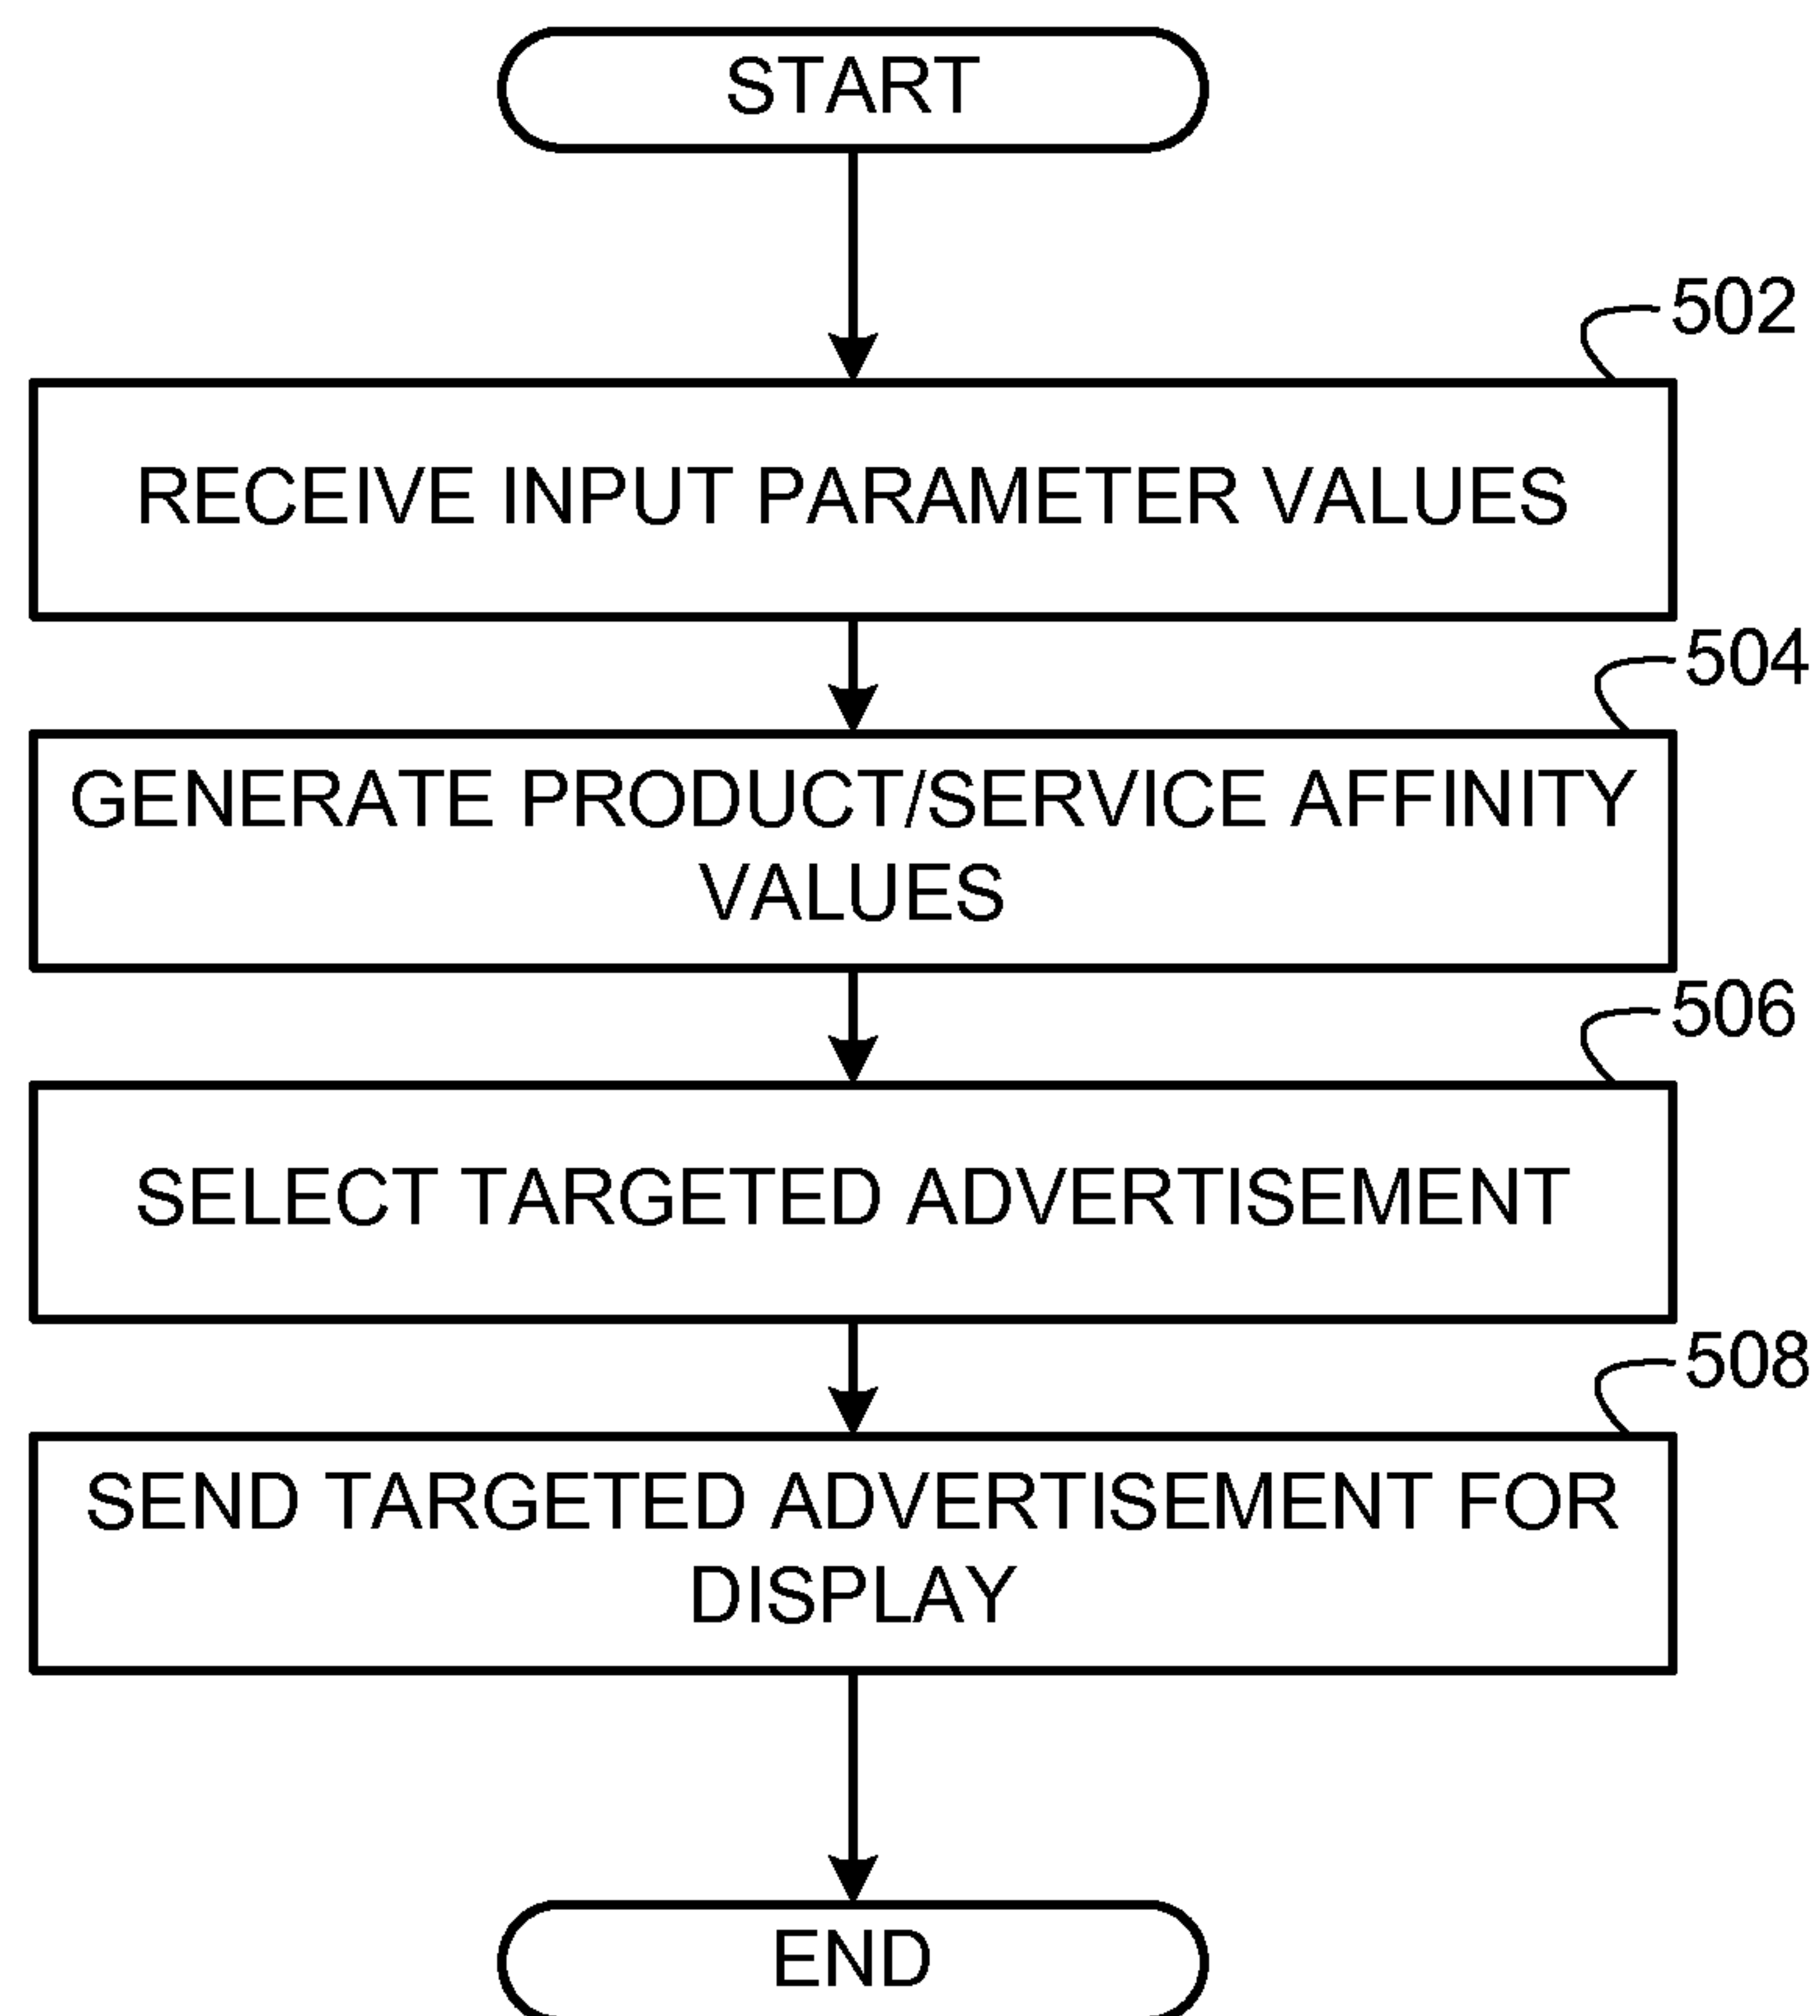 START
502
RECEIVE INPUT PARAMETER VALUES
504
GENERATE PRODUCT/SERVICE AFFINITY
VALUES
506
SELECT TARGETED ADVERTISEMENT
508
SEND TARGETED ADVERTISEMENT FOR
DISPLAY
END